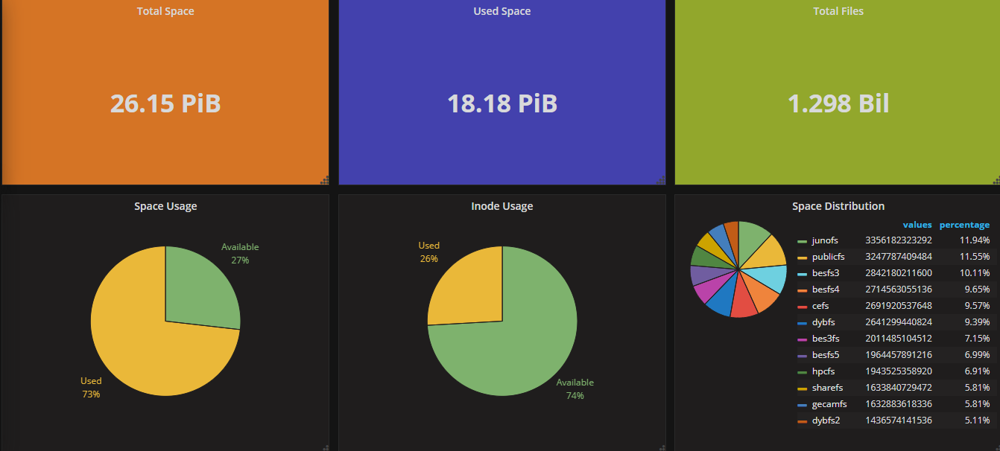 Total Space
Used Space
Total Files
26.15 PiB
18.18 PiB
1.298 Bil
Space Usage
Available
27%
Used
73%
Inode Usage
Used
26%
Available
74%
Space Distribution
values percentage
junofs 3356182323292 11.94%
publicfs 3247787409484 11.55%
besfs3 2842180211600 10.11%
besfs4 2714563055136 9.65%
cefs 2691920537648 9.57%
dybfs 2641299440824 9.39%
bes3fs 2011485104512 7.15%
besfs5 1964457891216 6.99%
hpcfs 1943525358920 6.91%
sharefs 1633840729472 5.81%
gecamfs 1632883618336 5.81%
dybfs2 1436574141536 5.11%